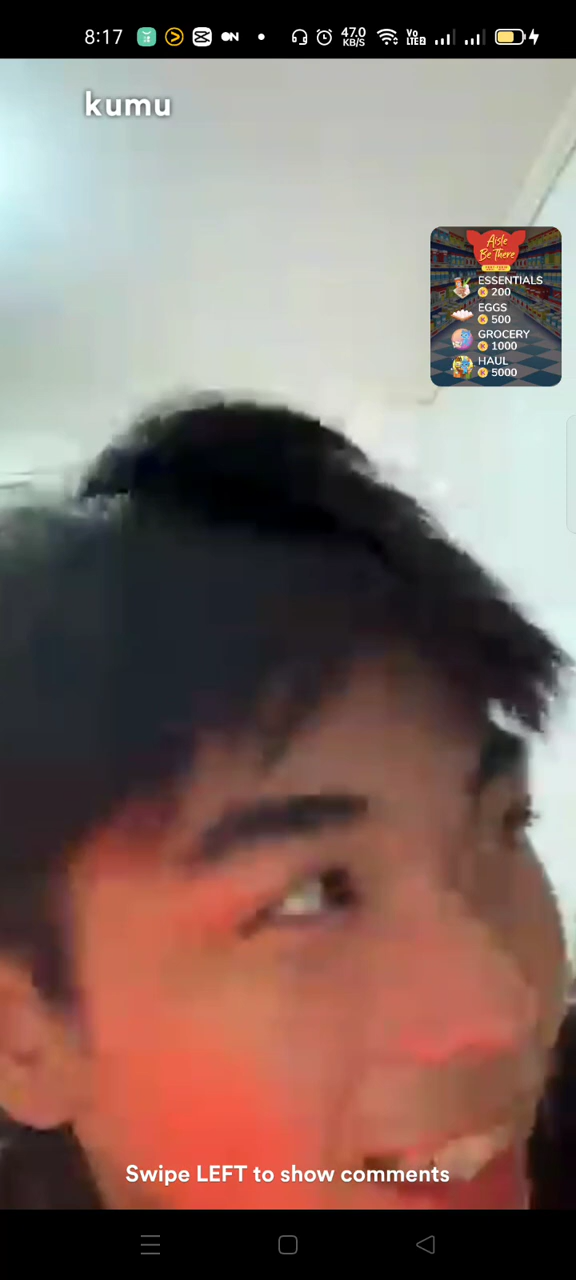 8:17
47.0
KB/S
Vo
LTE2
kumu
Aisle
Be There
ESSENTIALS
200
EGGS
500
GROCERY
1000
HAUL
5000
Swipe LEFT to show comments